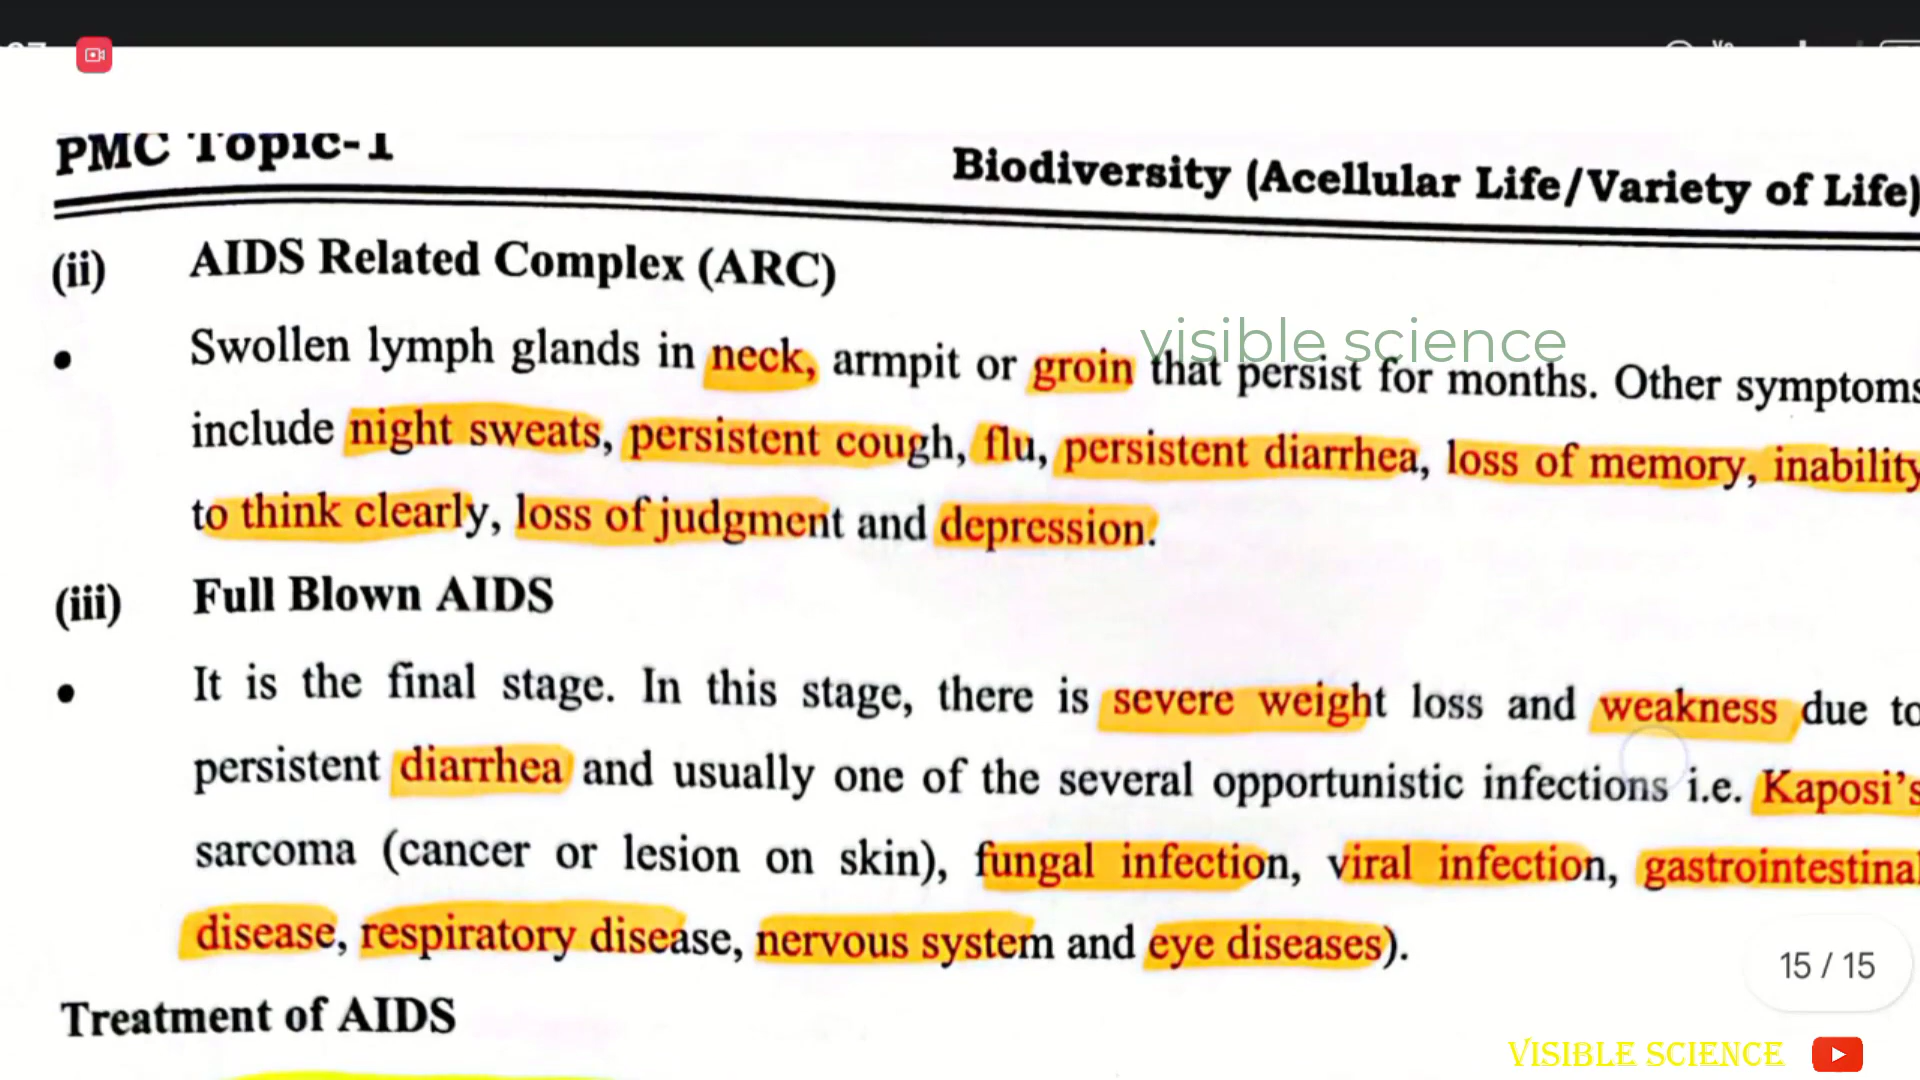 PMC Topic-1
Biodiversity (Acellular Life/Variety of Life)
(ii) AIDS Related Complex (ARC)
visible science
• Swollen lymph glands in neck, armpit or groin that persist for months. Other symptoms
include night sweats, persistent cough, flu, persistent diarrhea, loss of memory, inability
to think clearly, loss of judgment and depression.
(iii) Full Blown AIDS
• It is the final stage. In this stage, there is severe weight loss and weakness due to
persistent diarrhea and usually one of the several opportunistic infections i.e. Kaposi's
sarcoma (cancer or lesion on skin), fungal infection, viral infection, gastrointestinal
disease, respiratory disease, nervous system and eye diseases).
15 / 15
Treatment of AIDS
VISIBLE SCIENCE